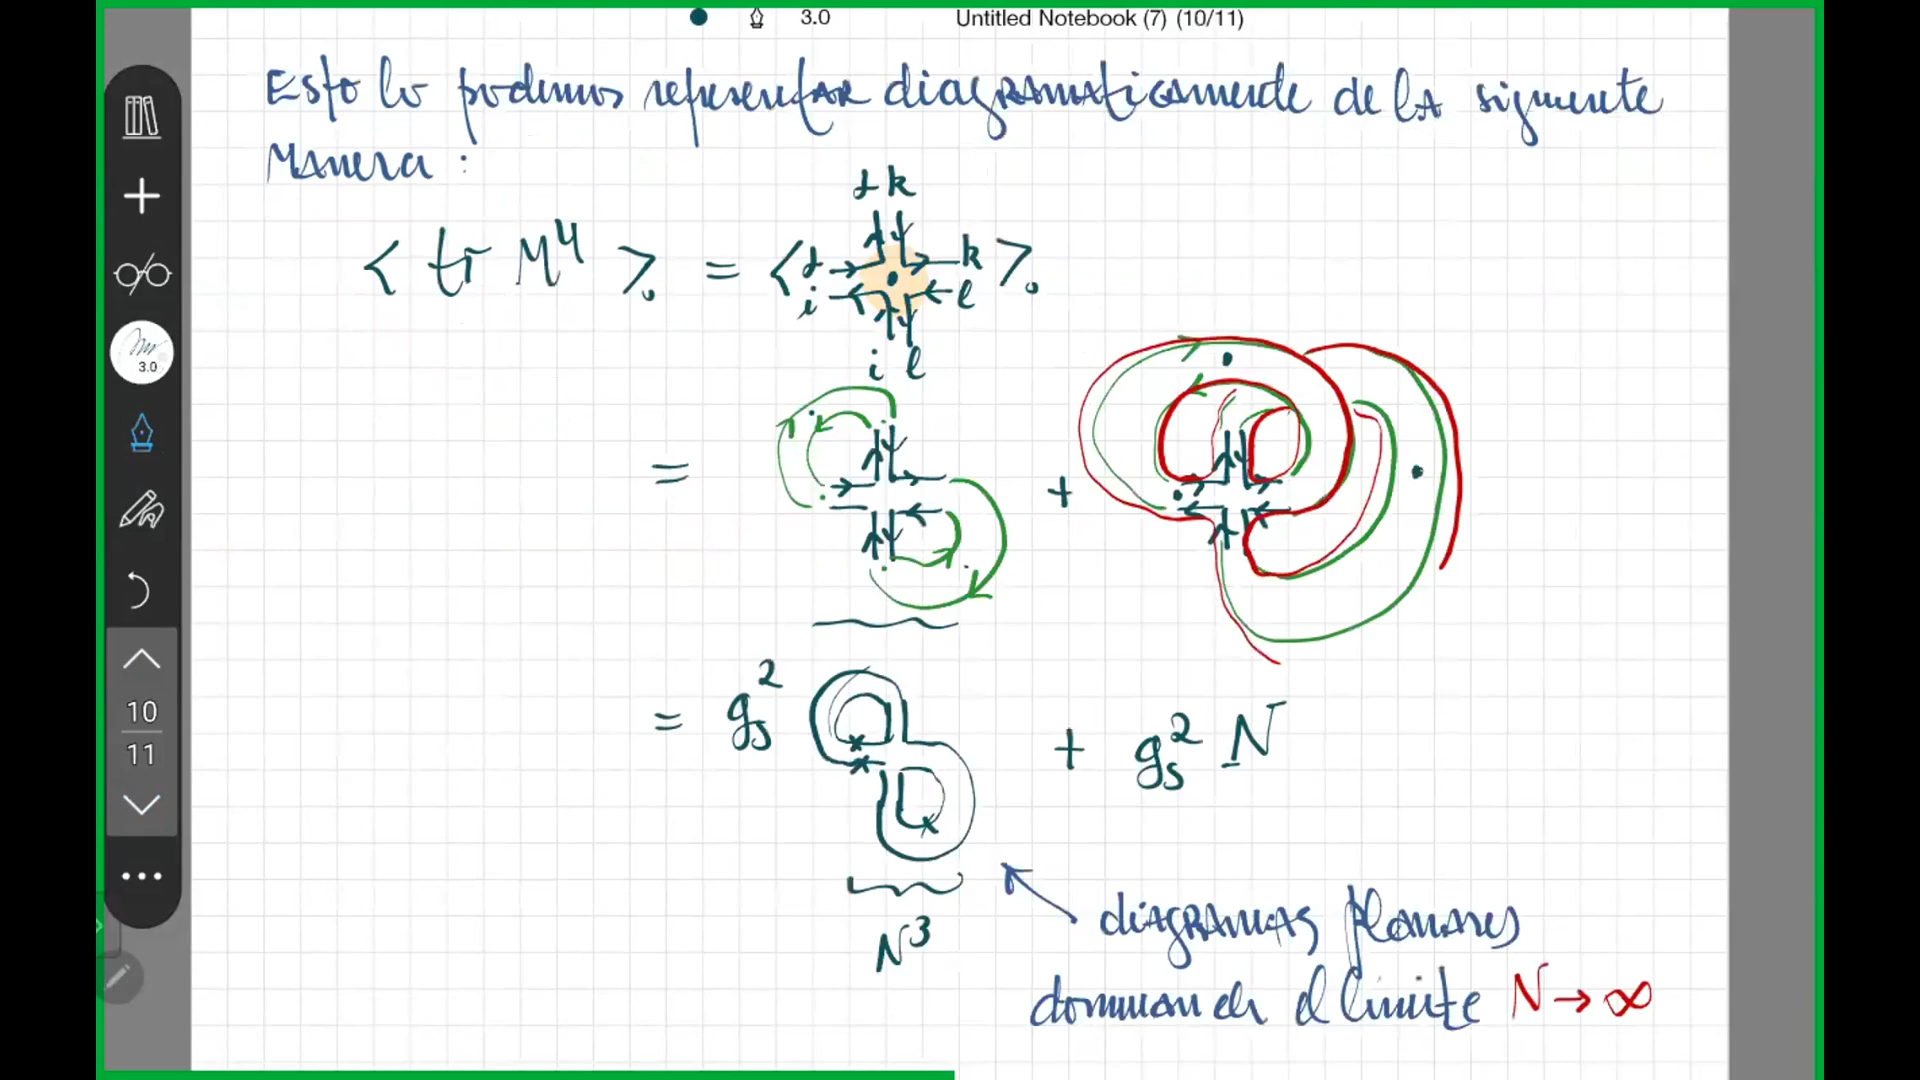 3.0 Untitled Notebook (7) (10/11)
Esto lo podemos representar diagramáticamente de la siguiente
manera :
j k
< tr M⁴ >₀ = < j k >₀
i l
i l
3.0
= +
= g_s² + g_s² N
10
11
N³
diagramas planares
dominan en el límite N → ∞